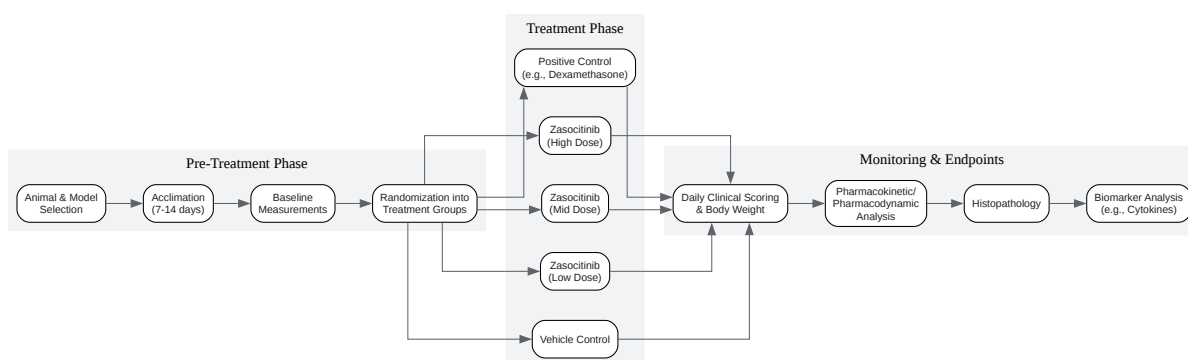 Treatment Phase
Positive Control
(e.g., Dexamethasone)
Zasocitinib
(High Dose)
Pre-Treatment Phase
Monitoring & Endpoints
Animal & Model
Selection
Acclimation
(7-14 days)
Baseline
Measurements
Randomization into
Treatment Groups
Zasocitinib
(Mid Dose)
Daily Clinical Scoring
& Body Weight
Pharmacokinetic/
Pharmacodynamic
Analysis
Histopathology
Biomarker Analysis
(e.g., Cytokines)
Zasocitinib
(Low Dose)
Vehicle Control